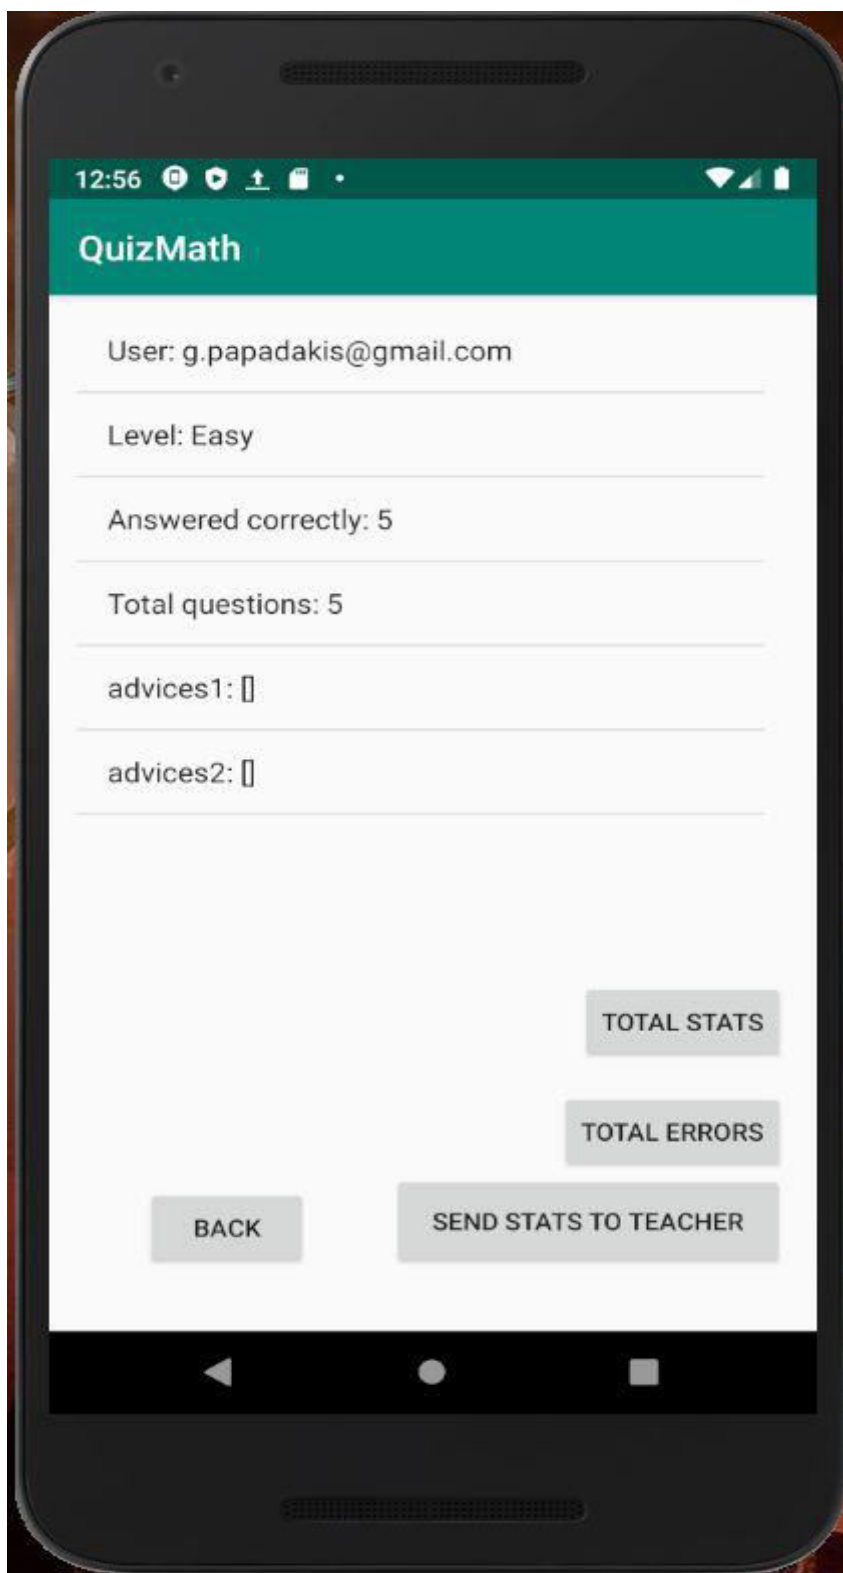 12:56
QuizMath
User: g.papadakis@gmail.com
Level: Easy
Answered correctly: 5
Total questions: 5
advices1: []
advices2: []
TOTAL STATS
TOTAL ERRORS
BACK
SEND STATS TO TEACHER